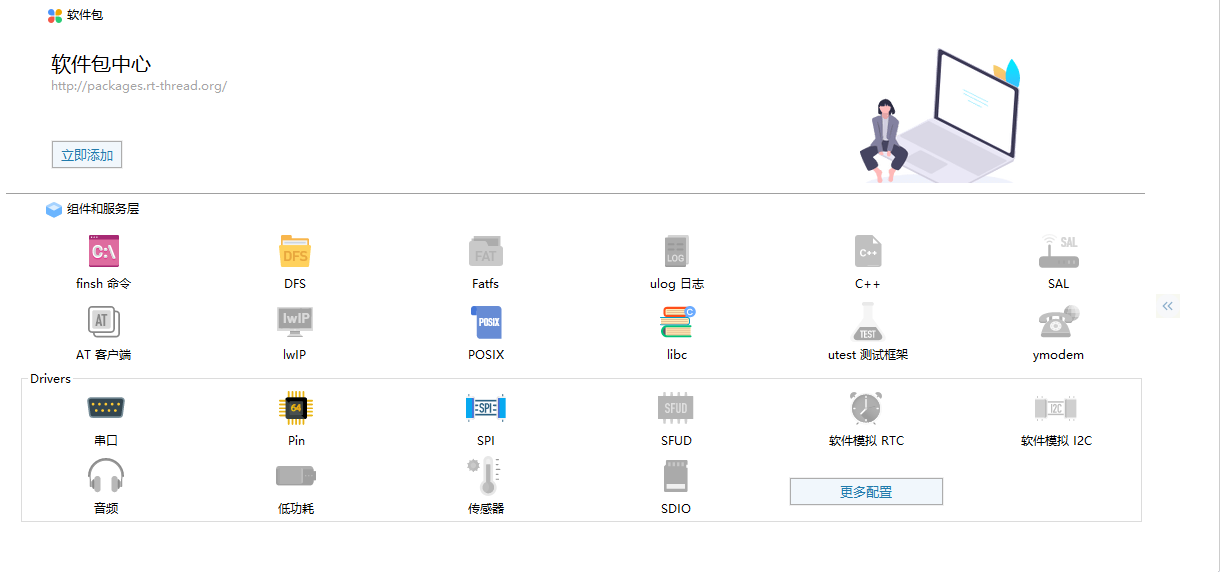 软件包
软件包中心
http://packages.rt-thread.org/
立即添加
组件和服务层
C:\ DFS FAT LOG C++ SAL
finsh 命令 DFS Fatfs ulog 日志 C++ SAL
AT lwIP POSIX C TEST
AT 客户端 lwIP POSIX libc utest 测试框架 ymodem
Drivers
64 SPI SFUD I2C
串口 Pin SPI SFUD 软件模拟 RTC 软件模拟 I2C
音频 低功耗 传感器 SDIO
更多配置